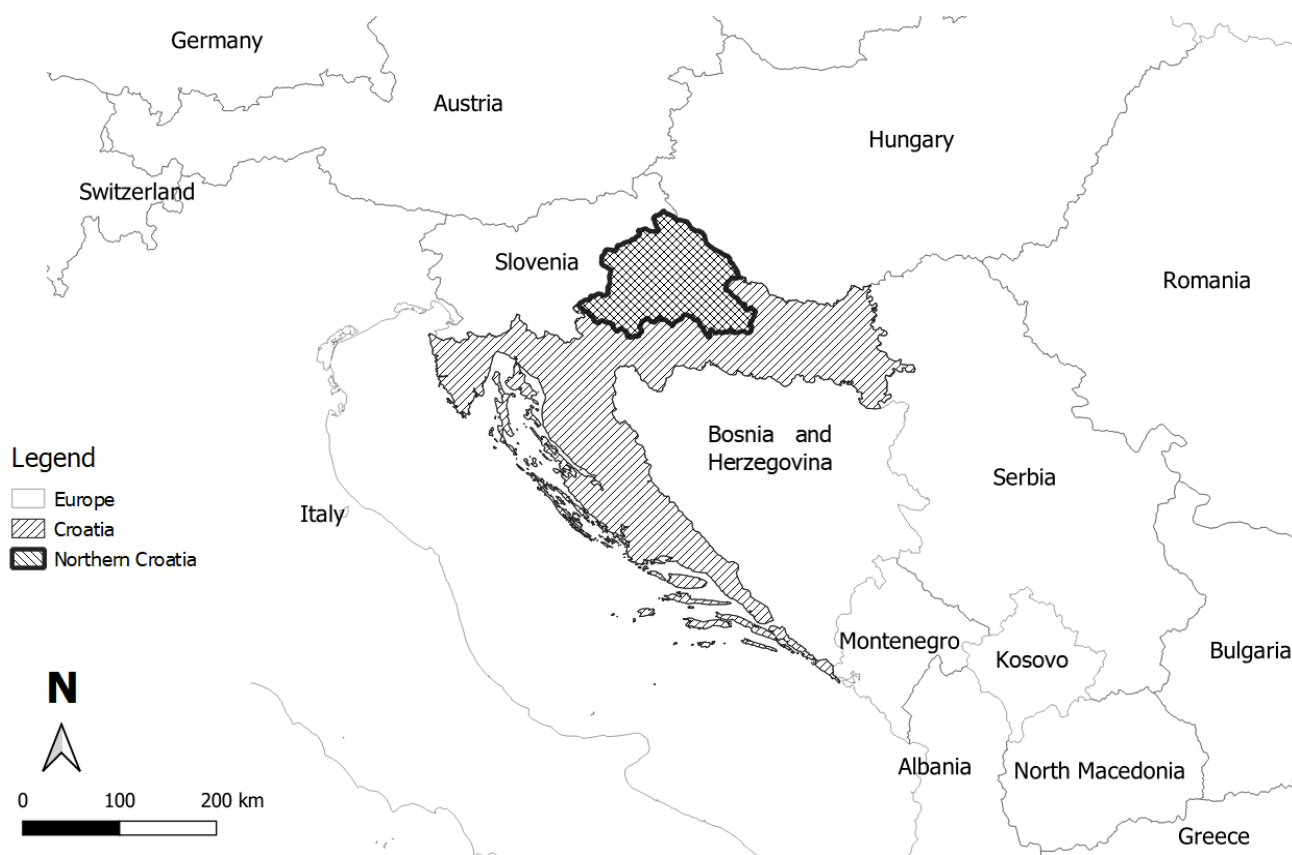 Germany
Austria
Hungary
Switzerland
Slovenia
Romania
Bosnia and
Herzegovina
Legend
Europe
Croatia
Northern Croatia
Italy
Serbia
Montenegro
Kosovo
Bulgaria
N
Albania
North Macedonia
0 100 200 km
Greece